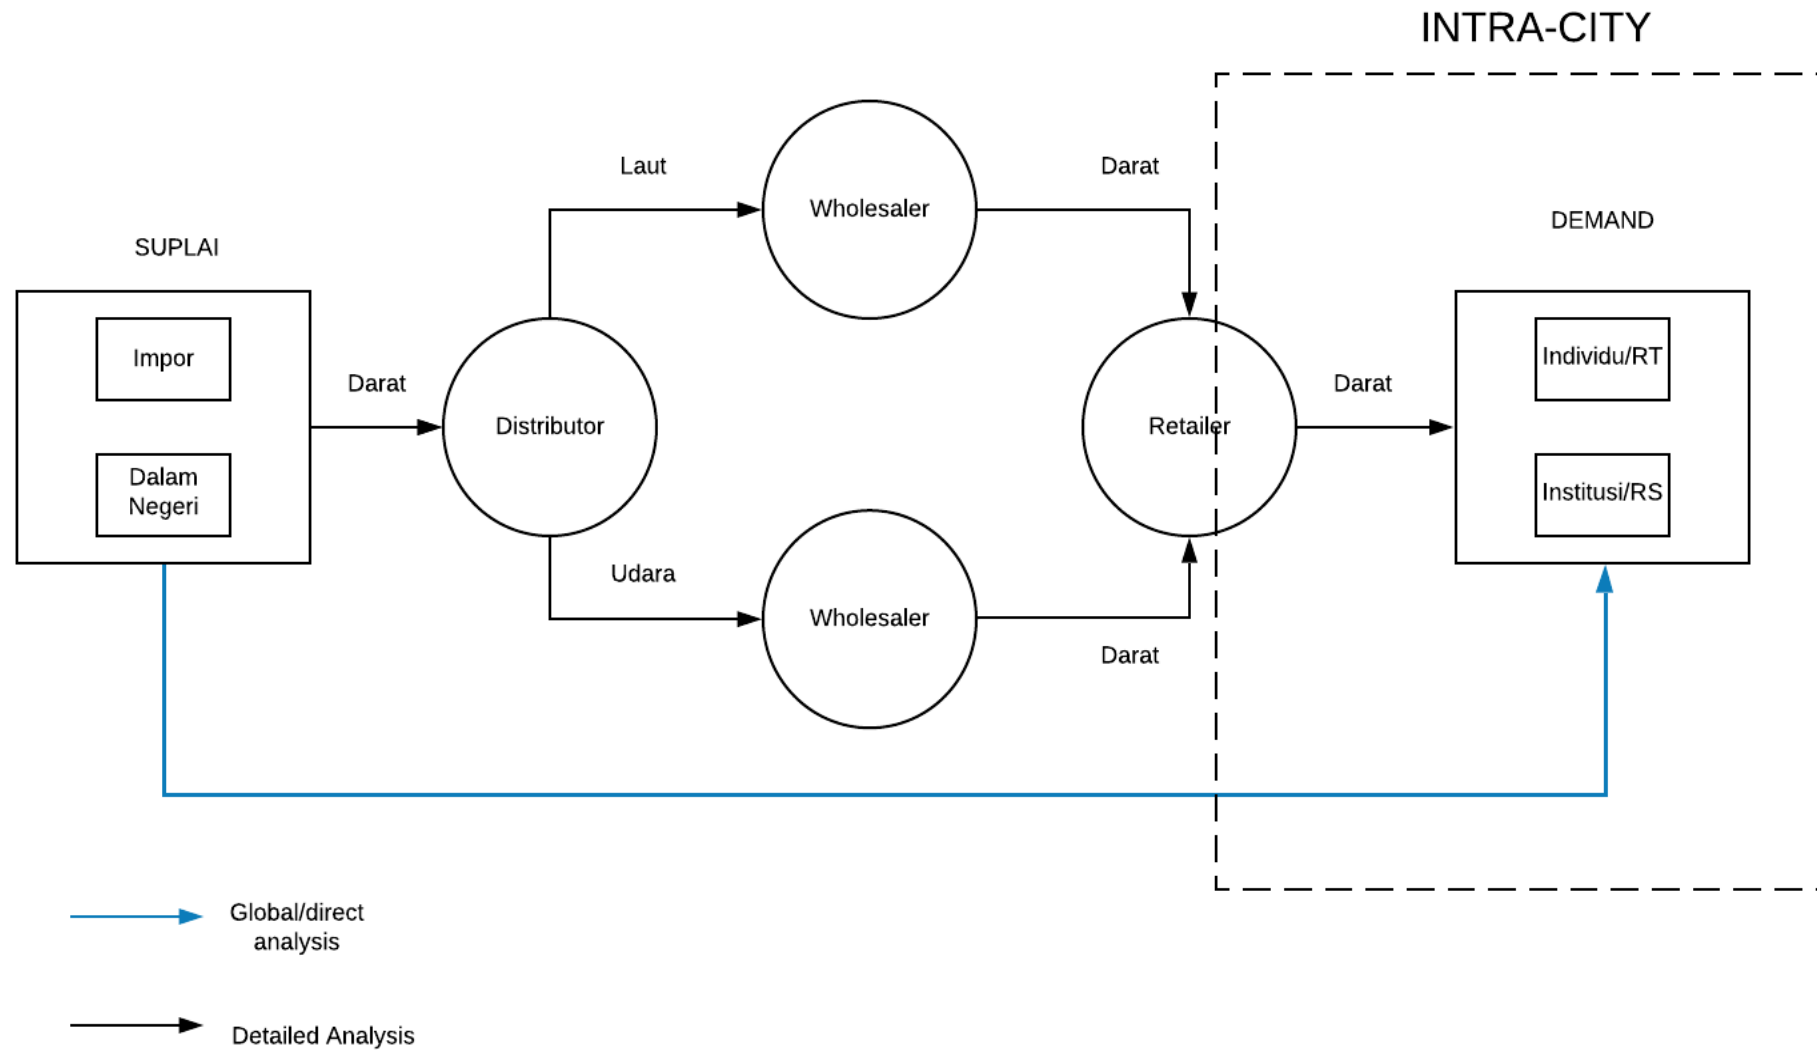 INTRA-CITY
Laut
Darat
Wholesaler
DEMAND
SUPLAI
Impor
Individu/RT
Darat
Darat
Distributor
Retailer
Dalam
Negeri
Institusi/RS
Udara
Wholesaler
Darat
Global/direct
analysis
Detailed Analysis